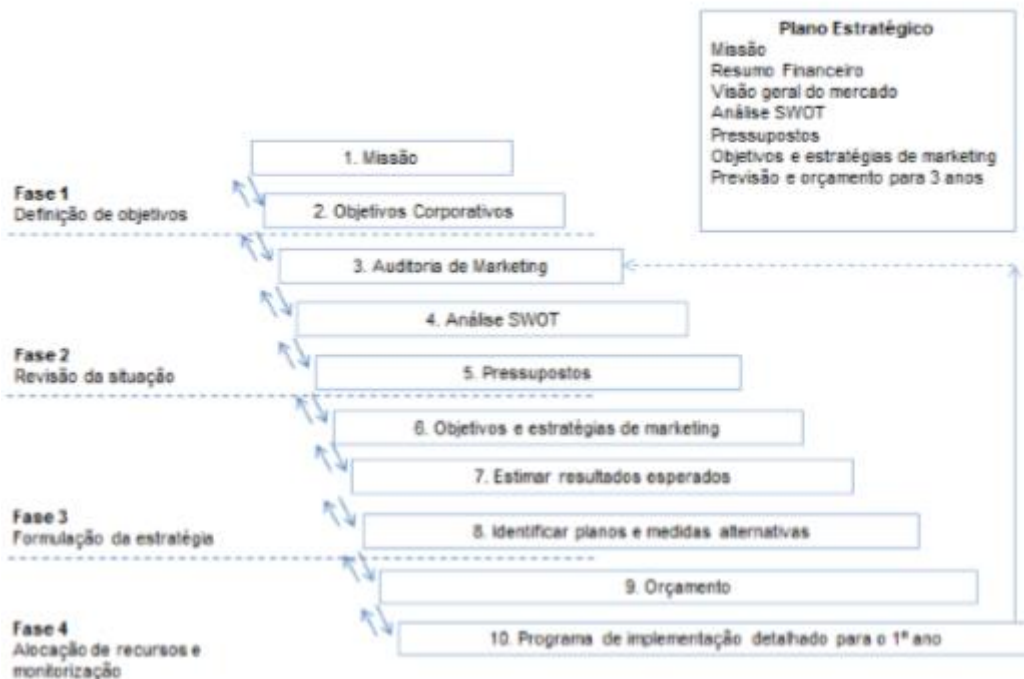 Plano Estratégico
Missão
Resumo Financeiro
Visão geral do mercado
Análise SWOT
Pressupostos
Objetivos e estratégias de marketing
Previsão e orçamento para 3 anos
1. Missão
Fase 1
Definição de objetivos
2. Objetivos Corporativos
3. Auditoria de Marketing
4. Análise SWOT
Fase 2
Revisão da situação
5. Pressupostos
6. Objetivos e estratégias de marketing
7. Estimar resultados esperados
Fase 3
Formulação da estratégia
8. Identificar planos e medidas alternativas
9. Orçamento
Fase 4
Alocação de recursos e
monitorização
10. Programa de implementação detalhado para o 1º ano